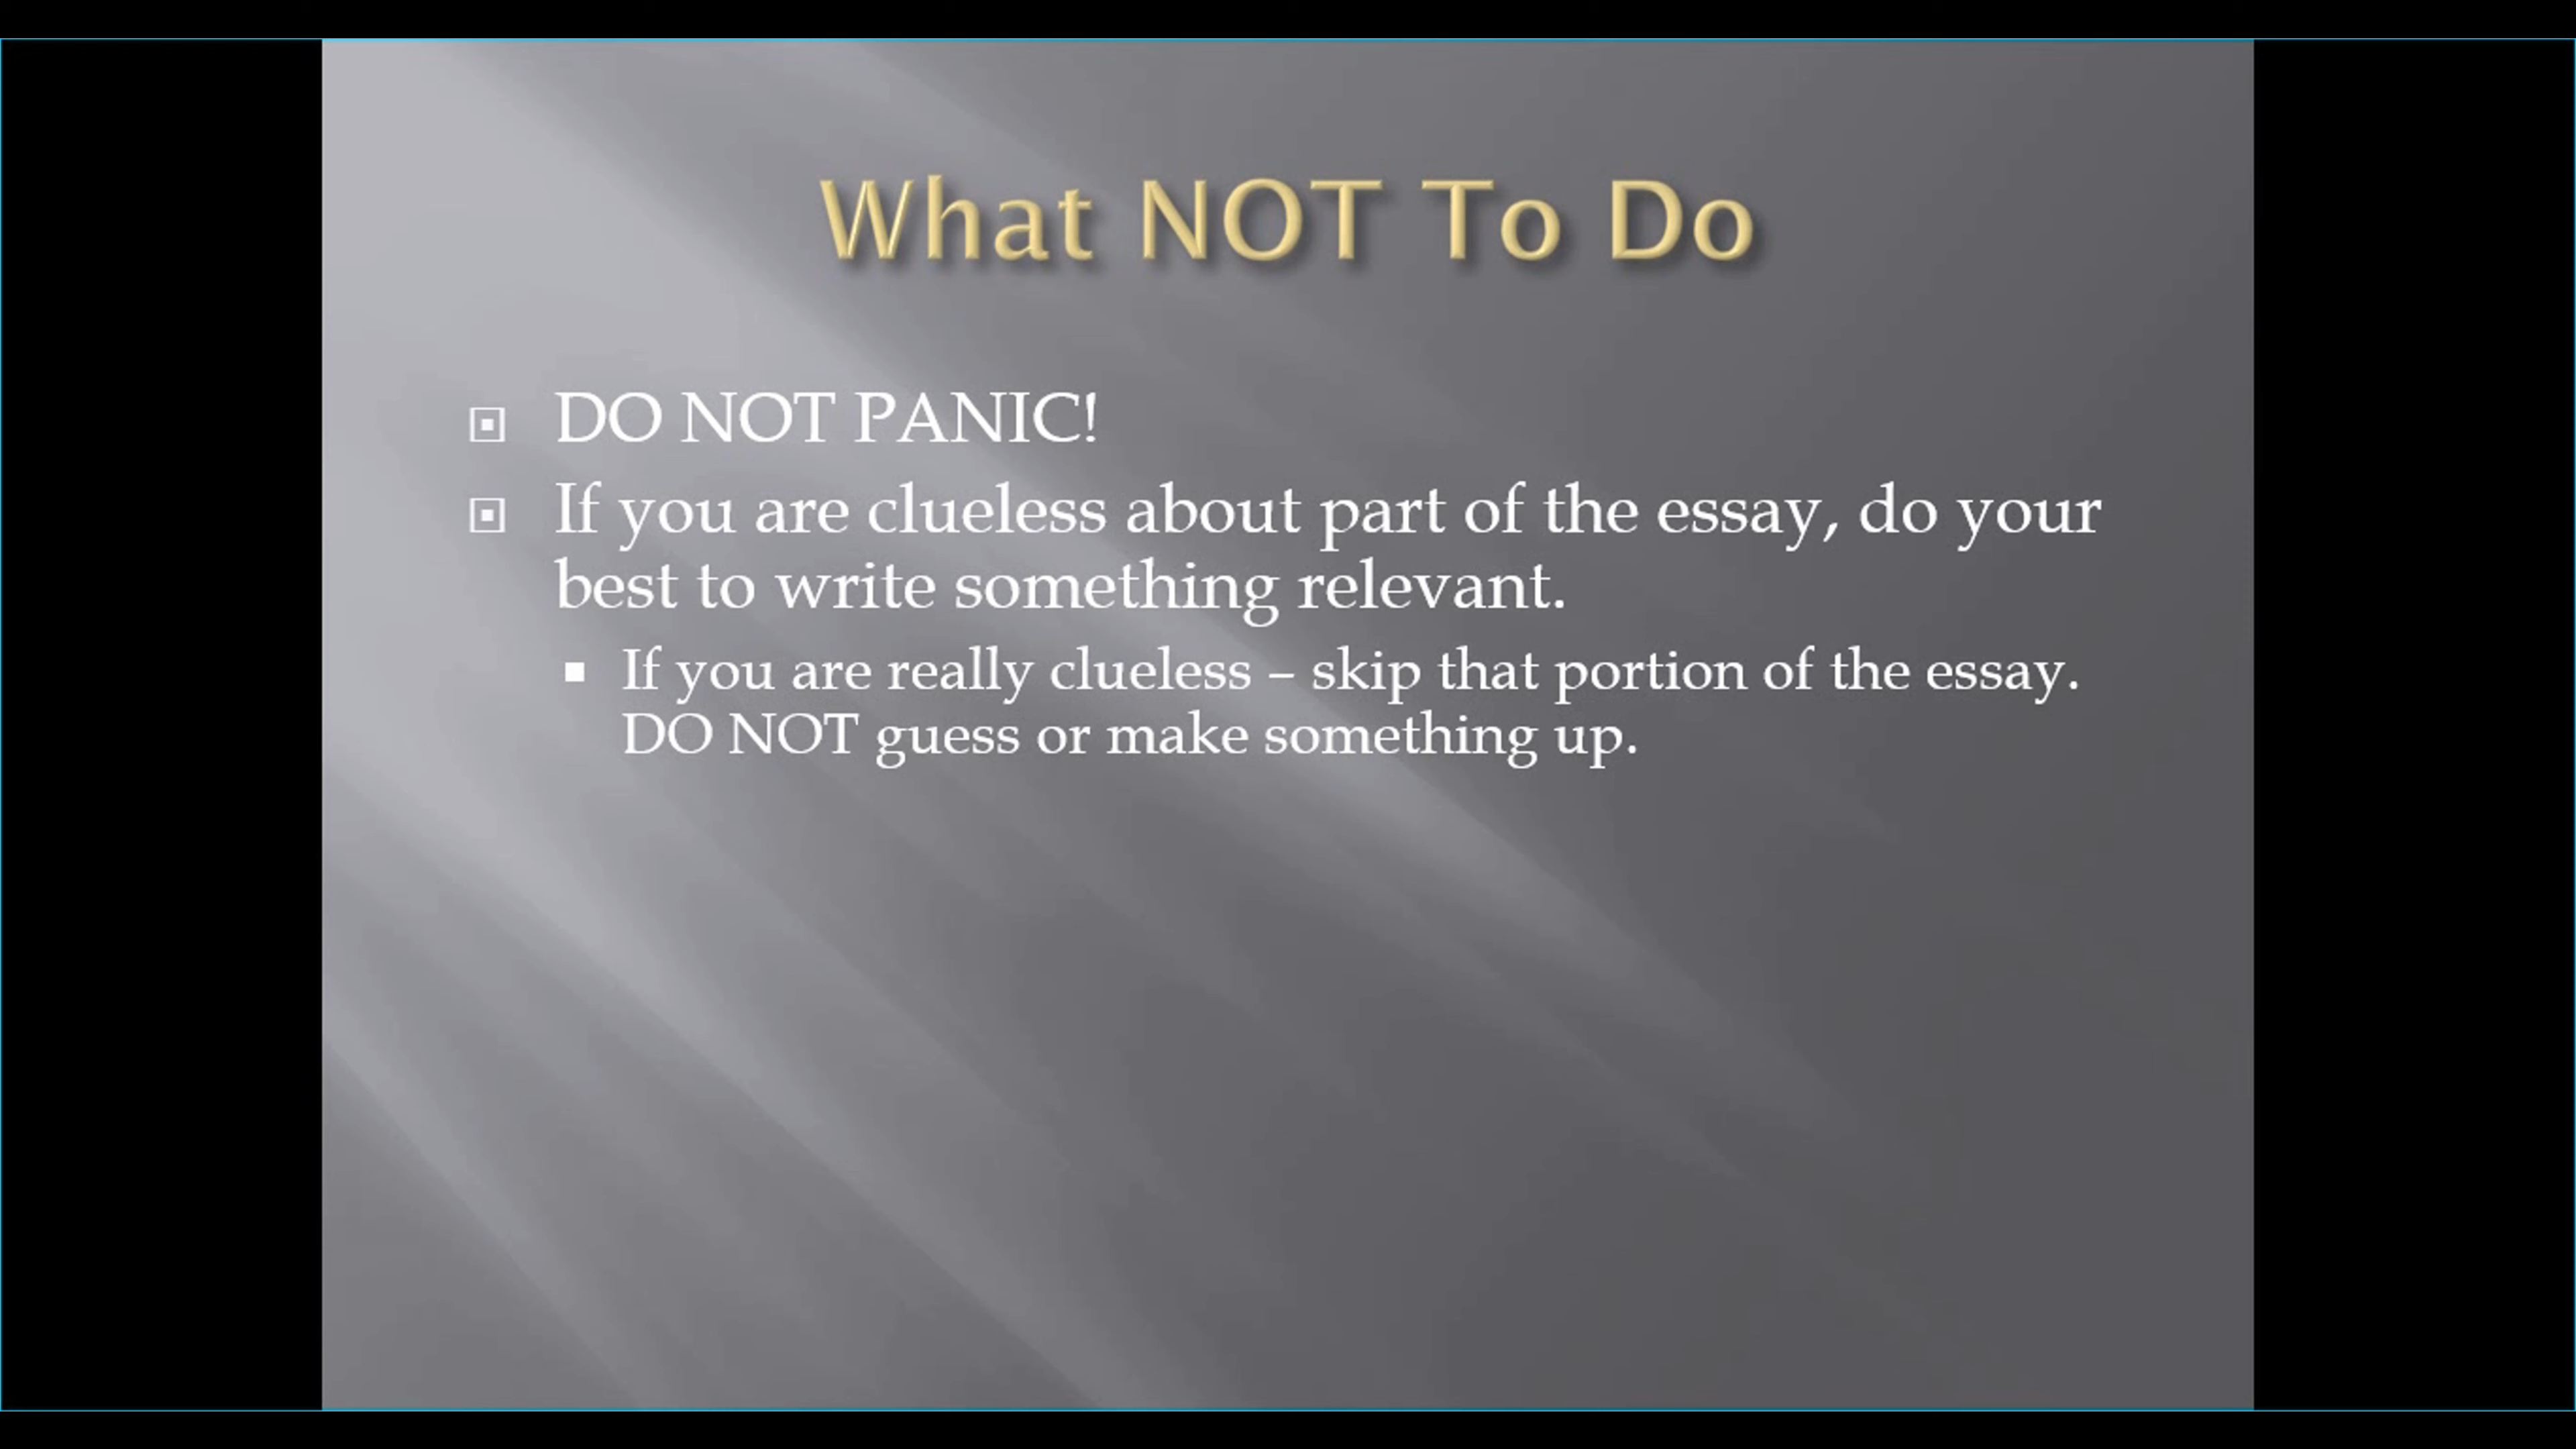 What NOT To Do
DO NOT PANIC!
If you are clueless about part of the essay, do your
best to write something relevant.
If you are really clueless – skip that portion of the essay.
DO NOT guess or make something up.